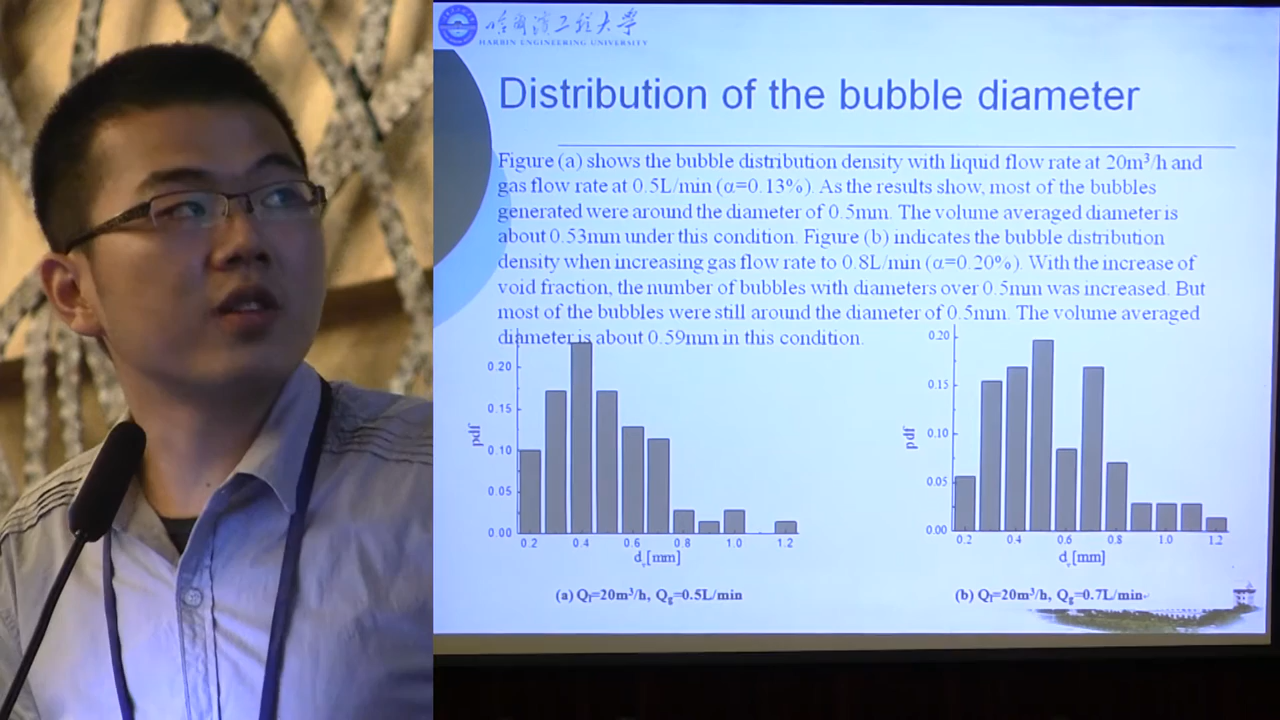 哈尔滨工程大学
HARBIN ENGINEERING UNIVERSITY
Distribution of the bubble diameter
Figure (a) shows the bubble distribution density with liquid flow rate at 20m³/h and
gas flow rate at 0.5L/min (α=0.13%). As the results show, most of the bubbles
generated were around the diameter of 0.5mm. The volume averaged diameter is
about 0.53mm under this condition. Figure (b) indicates the bubble distribution
density when increasing gas flow rate to 0.8L/min (α=0.20%). With the increase of
void fraction, the number of bubbles with diameters over 0.5mm was increased. But
most of the bubbles were still around the diameter of 0.5mm. The volume averaged
diameter is about 0.59mm in this condition.
0.20
0.15
0.10
0.05
0.00
pdf
0.2 0.4 0.6 0.8 1.0 1.2
d [mm]
(a) Qₗ=20m³/h, Qg=0.5L/min
0.20
0.15
0.10
0.05
0.00
pdf
0.2 0.4 0.6 0.8 1.0 1.2
d [mm]
(b) Qₗ=20m³/h, Qg=0.7L/min